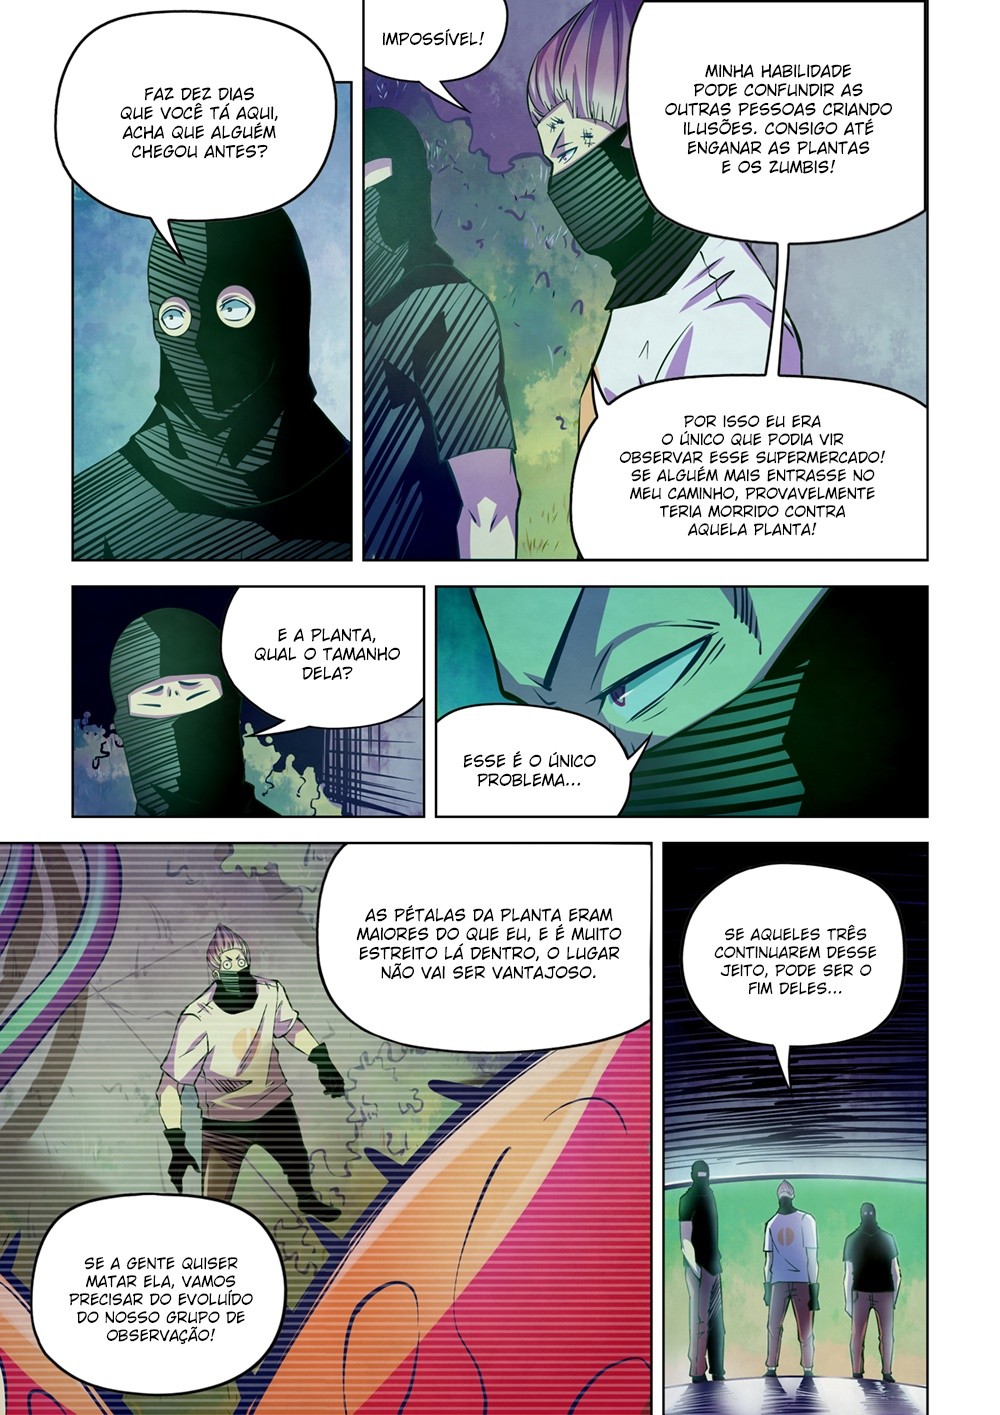 FAZ DEZ DIAS
QUE VOCÊ TÁ AQUI,
ACHA QUE ALGUÉM
CHEGOU ANTES?
IMPOSSÍVEL!
MINHA HABILIDADE
PODE CONFUNDIR AS
OUTRAS PESSOAS CRIANDO
ILUSÕES. CONSIGO ATÉ
ENGANAR AS PLANTAS
E OS ZUMBIS!
POR ISSO EU ERA
O ÚNICO QUE PODIA VIR
OBSERVAR ESSE SUPERMERCADO!
SE ALGUÉM MAIS ENTRASSE NO
MEU CAMINHO, PROVAVELMENTE
TERIA MORRIDO CONTRA
AQUELA PLANTA!
E A PLANTA,
QUAL O TAMANHO
DELA?
ESSE É O ÚNICO
PROBLEMA...
AS PÉTALAS DA PLANTA ERAM
MAIORES DO QUE EU, E É MUITO
ESTREITO LÁ DENTRO, O LUGAR
NÃO VAI SER VANTAJOSO.
SE A GENTE QUISER
MATAR ELA, VAMOS
PRECISAR DO EVOLUÍDO
DO NOSSO GRUPO DE
OBSERVAÇÃO!
SE AQUELES TRÊS
CONTINUAREM DESSE
JEITO, PODE SER O
FIM DELES...